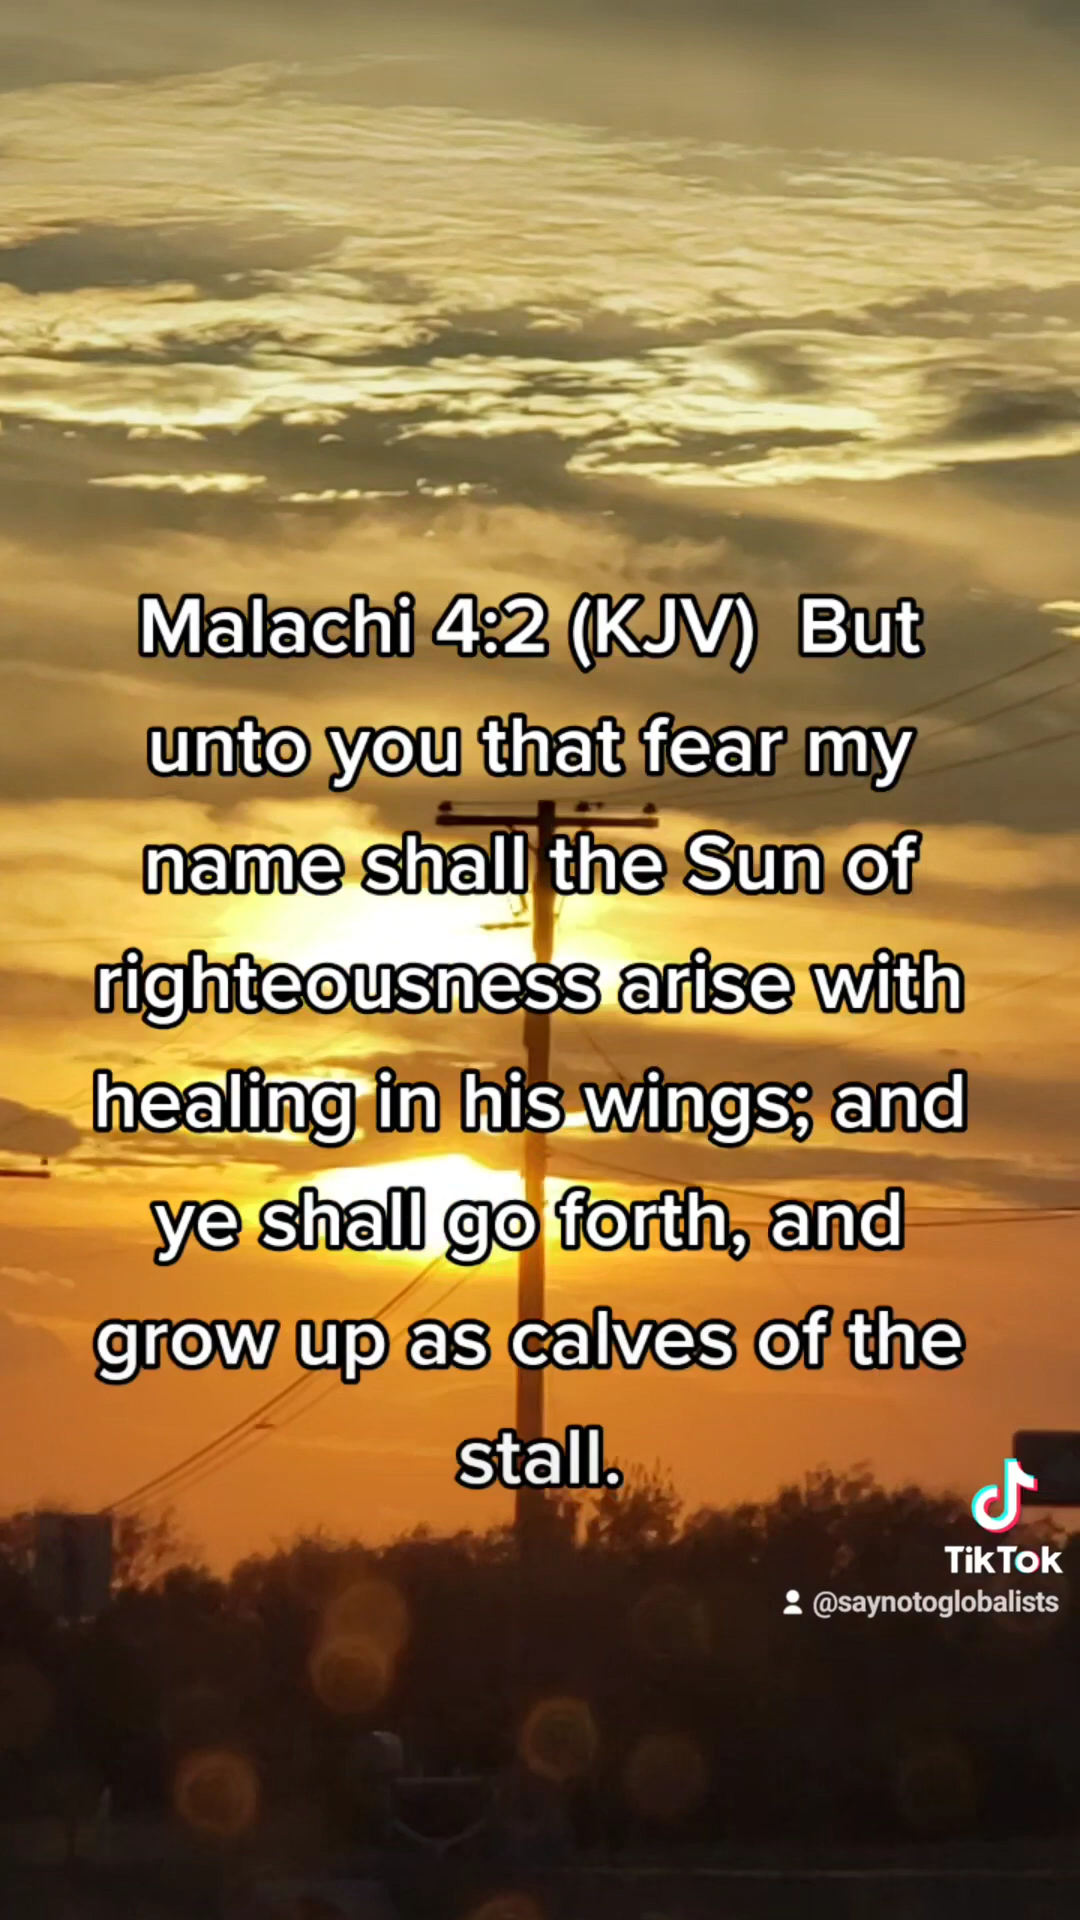 Malachi 4:2 (KJV)  But
unto you that fear my
name shall the Sun of
righteousness arise with
healing in his wings; and
ye shall go forth, and
grow up as calves of the
stall.
TikTok
@saynotoglobalists